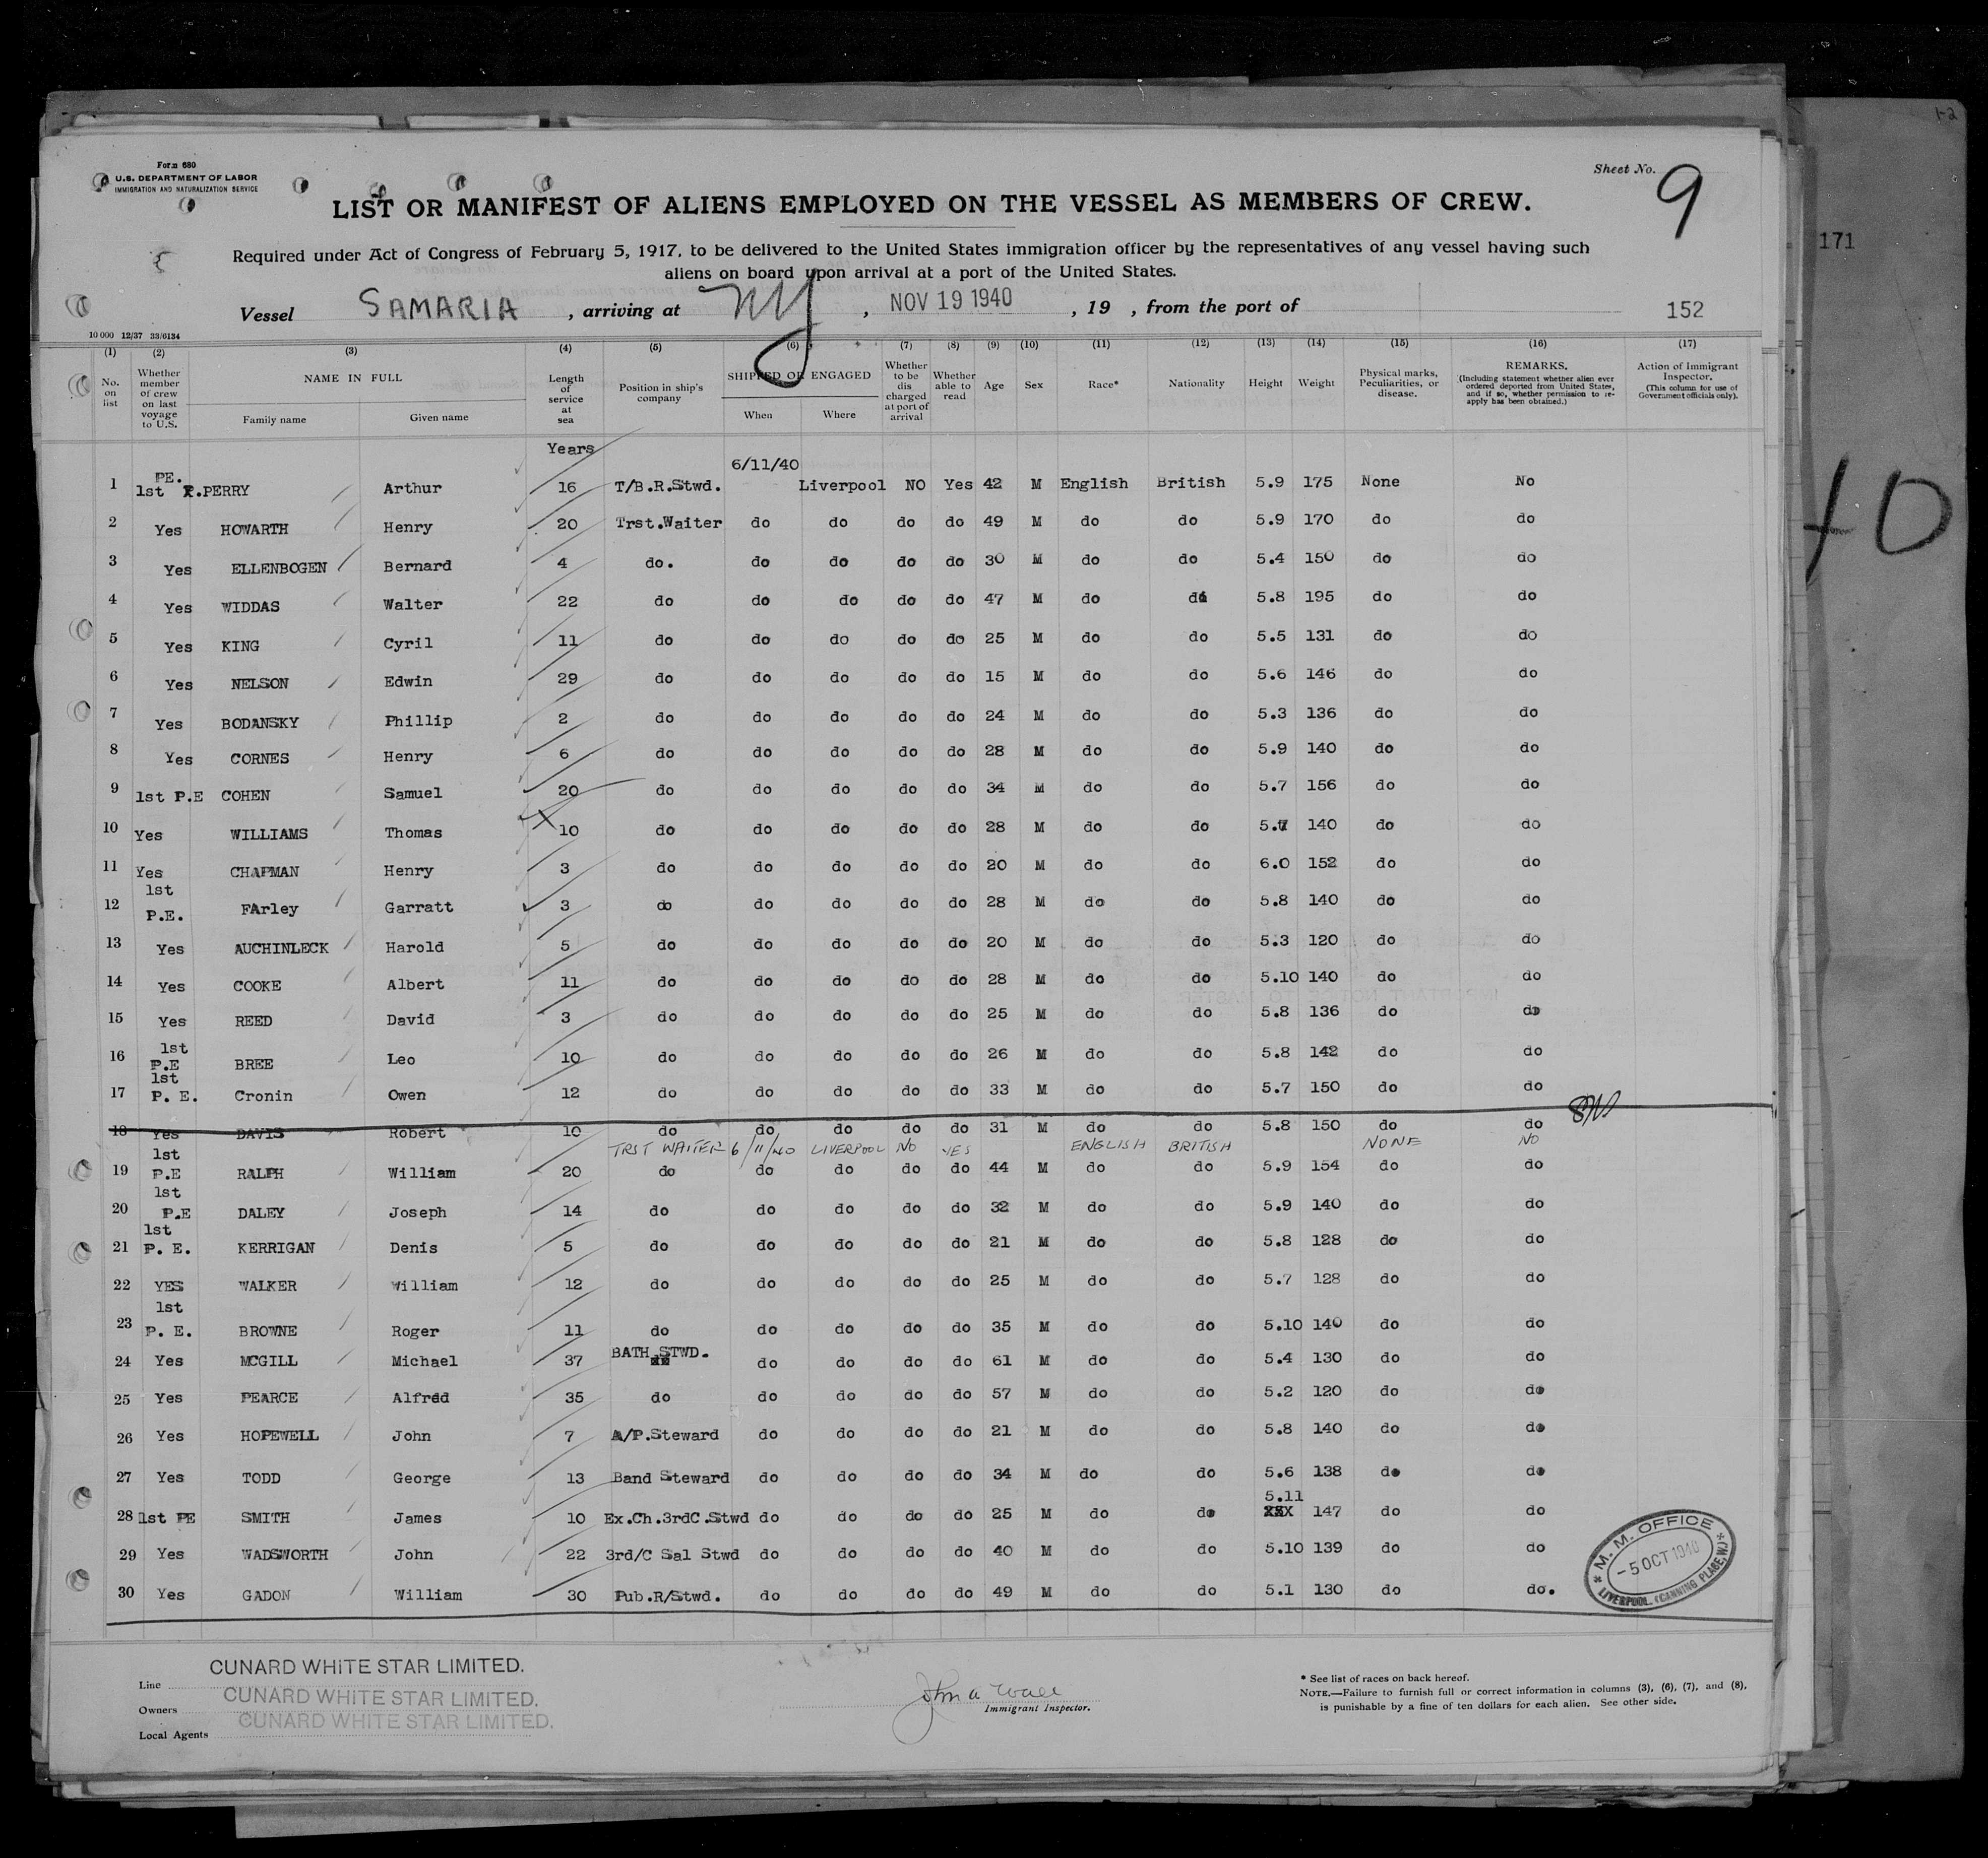 1-2
Form 680
U.S. DEPARTMENT OF LABOR
IMMIGRATION AND NATURALIZATION SERVICE
Sheet No. 9
171
LIST OR MANIFEST OF ALIENS EMPLOYED ON THE VESSEL AS MEMBERS OF CREW.
Required under Act of Congress of February 5, 1917, to be delivered to the United States immigration officer by the representatives of any vessel having such
aliens on board upon arrival at a port of the United States.
Vessel SAMARIA , arriving at NY , NOV 19 1940 , 19 , from the port of 152
10 000 12/37 33/6134
(1) (2) (3) (4) (5) (6) (7) (8) (9) (10) (11) (12) (13) (14) (15) (16) (17)
No. on list
Whether member of crew on last voyage to U.S.
NAME IN FULL
Family name
Given name
Length of service at sea
Position in ship's company
SHIPPED OR ENGAGED
When
Where
Whether to be dis charged at port of arrival
Whether able to read
Age
Sex
Race*
Nationality
Height
Weight
Physical marks, Peculiarities, or disease.
REMARKS.
(Including statement whether alien ever ordered deported from United States, and if so, whether permission to re-apply has been obtained.)
Action of Immigrant Inspector.
(This column for use of Government officials only).
Years
6/11/40
1 PE. 1st PERRY Arthur 16 T/B.R.Stwd. Liverpool NO Yes 42 M English British 5.9 175 None No
2 Yes HOWARTH Henry 20 Trst.Waiter do do do do 49 M do do 5.9 170 do do
3 Yes ELLENBOGEN Bernard 4 do. do do do do 30 M do do 5.4 150 do do
4 Yes WIDDAS Walter 22 do do do do do 47 M do do 5.8 195 do do
5 Yes KING Cyril 11 do do do do do 25 M do do 5.5 131 do do
6 Yes NELSON Edwin 29 do do do do do 15 M do do 5.6 146 do do
7 Yes BODANSKY Phillip 2 do do do do do 24 M do do 5.3 136 do do
8 Yes CORNES Henry 6 do do do do do 28 M do do 5.9 140 do do
9 1st P.E COHEN Samuel 20 do do do do do 34 M do do 5.7 156 do do
10 Yes WILLIAMS Thomas 10 do do do do do 28 M do do 5.7 140 do do
11 Yes CHAPMAN Henry 3 do do do do do 20 M do do 6.0 152 do do
12 1st P.E. FArley Garratt 3 do do do do do 28 M do do 5.8 140 do do
13 Yes AUCHINLECK Harold 5 do do do do do 20 M do do 5.3 120 do do
14 Yes COOKE Albert 11 do do do do do 28 M do do 5.10 140 do do
15 Yes REED David 3 do do do do do 25 M do do 5.8 136 do do
16 1st P.E BREE Leo 10 do do do do do 26 M do do 5.8 142 do do
17 1st P. E. Cronin Owen 12 do do do do do 33 M do do 5.7 150 do do
18 Yes DAVIS Robert 10 do do do do do 31 M do do 5.8 150 do do
TRST WAITER 6/11/40 LIVERPOOL NO YES ENGLISH BRITISH NONE NO
19 1st P.E RALPH William 20 do do do do do 44 M do do 5.9 154 do do
20 1st P.E DALEY Joseph 14 do do do do do 32 M do do 5.9 140 do do
21 1st P. E. KERRIGAN Denis 5 do do do do do 21 M do do 5.8 128 do do
22 YES WALKER William 12 do do do do do 25 M do do 5.7 128 do do
23 1st P. E. BROWNE Roger 11 do do do do do 35 M do do 5.10 140 do do
24 Yes MCGILL Michael 37 BATH STWD. do do do do 61 M do do 5.4 130 do do
25 Yes PEARCE Alfred 35 do do do do do 57 M do do 5.2 120 do do
26 Yes HOPEWELL John 7 A/P.Steward do do do do 21 M do do 5.8 140 do do
27 Yes TODD George 13 Band Steward do do do do 34 M do do 5.6 138 do do
28 1st PE SMITH James 10 Ex.Ch.3rdC.Stwd do do do do 25 M do do 5.11 147 do do
29 Yes WADSWORTH John 22 3rd/C Sal Stwd do do do do 40 M do do 5.10 139 do do
30 Yes GADON William 30 Pub.R/Stwd. do do do do 49 M do do 5.1 130 do do.
M. M. OFFICE
-5 OCT 1940
LIVERPOOL. (CANNING PLACE, W.)
Line CUNARD WHITE STAR LIMITED.
Owners CUNARD WHITE STAR LIMITED.
Local Agents CUNARD WHITE STAR LIMITED.
John A Wall
Immigrant Inspector.
* See list of races on back hereof.
NOTE.—Failure to furnish full or correct information in columns (3), (6), (7), and (8),
is punishable by a fine of ten dollars for each alien. See other side.